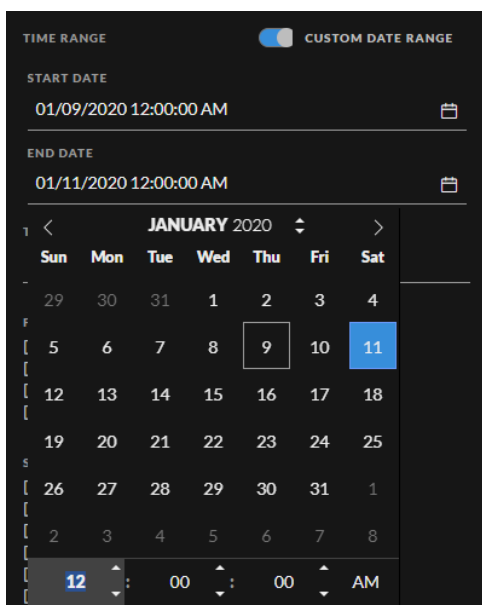 TIME RANGE CUSTOM DATE RANGE
START DATE
01/09/2020 12:00:00 AM
END DATE
01/11/2020 12:00:00 AM
JANUARY 2020
Sun Mon Tue Wed Thu Fri Sat
29 30 31 1 2 3 4
5 6 7 8 9 10 11
12 13 14 15 16 17 18
19 20 21 22 23 24 25
26 27 28 29 30 31 1
2 3 4 5 6 7 8
12 : 00 : 00 AM